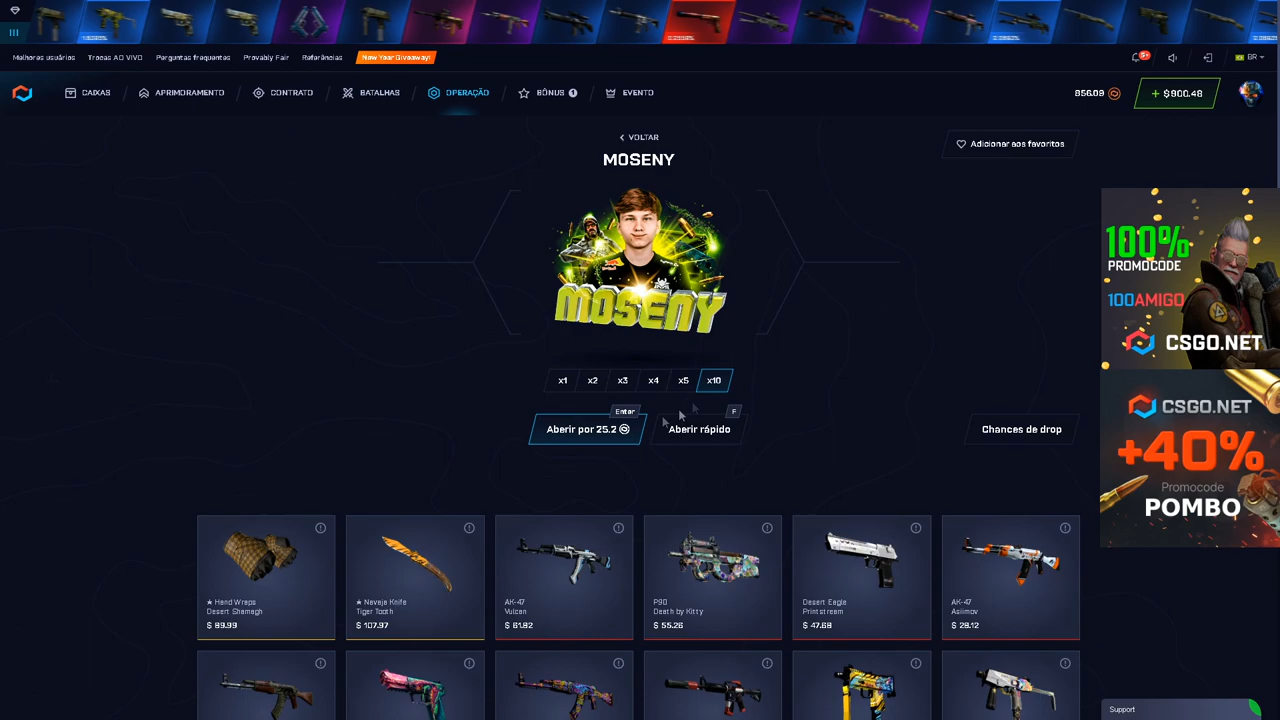 Melhores usuários Trocas AO VIVO Perguntas frequentes Provably Fair Referências New Year Giveaway! 5+ BR
CAIXAS APRIMORAMENTO CONTRATO BATALHAS OPERAÇÃO BÔNUS 1 EVENTO 856.09 + $900.48
VOLTAR
MOSENY
Adicionar aos favoritos
MOSENY
x1 x2 x3 x4 x5 x10
Enter F
Aberir por 25.2 Aberir rápido Chances de drop
100%
PROMOCODE
100AMIGO
CSGO.NET
CSGO.NET
+40%
Promocode
POMBO
★ Hand Wraps
Desert Shamagh
$ 89.99
★ Navaja Knife
Tiger Tooth
$ 107.97
AK-47
Vulcan
$ 61.82
P90
Death by Kitty
$ 55.26
Desert Eagle
Printstream
$ 47.68
AK-47
Asiimov
$ 28.12
Support